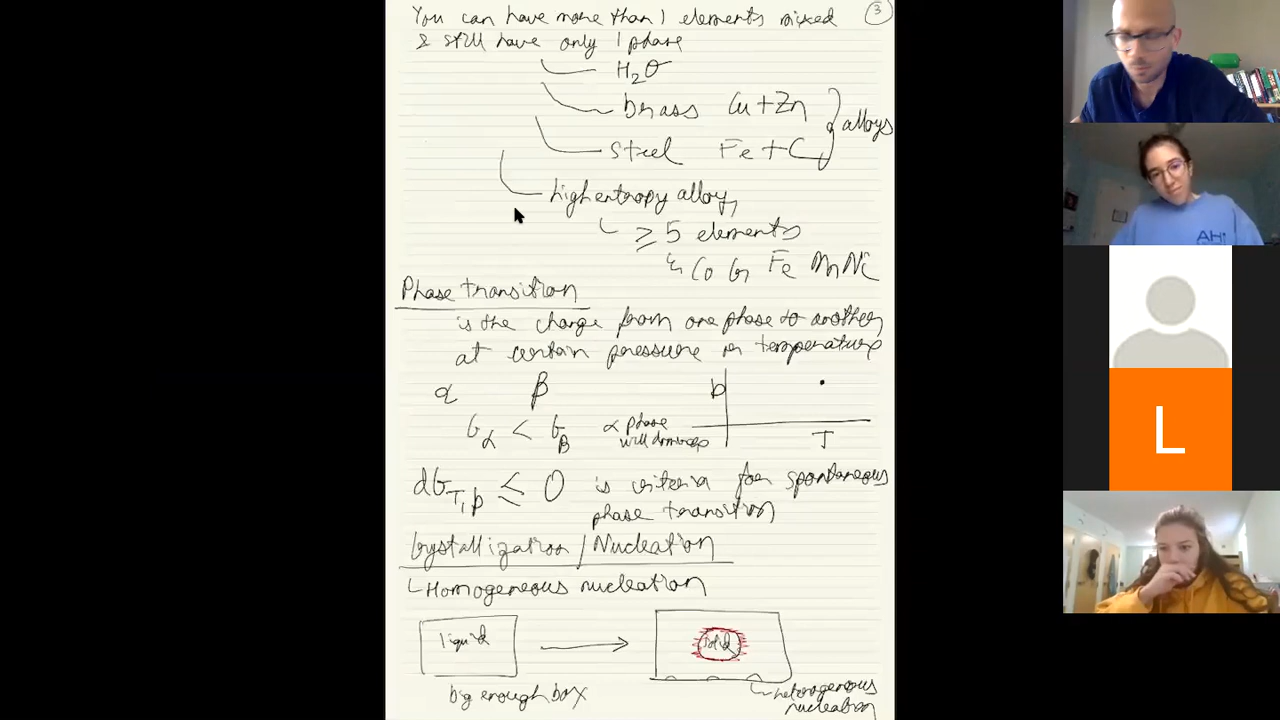 You can have more than 1 elements mixed
3
& still have only 1 phase
H2O
brass Cu+Zn
alloys
steel Fe+C
high entropy alloy,
≥ 5 elements
Co Cr Fe Mn Ni
Phase transition
is the change from one phase to another
at certain pressure or temperature
α β p
Gα < Gβ α phase
will dominate T
dG T,p ≤ 0 is criteria for spontaneous
phase transition
Crystallization / Nucleation
Homogeneous nucleation
liquid solid
big enough box
heterogenous
nucleation
AH
L